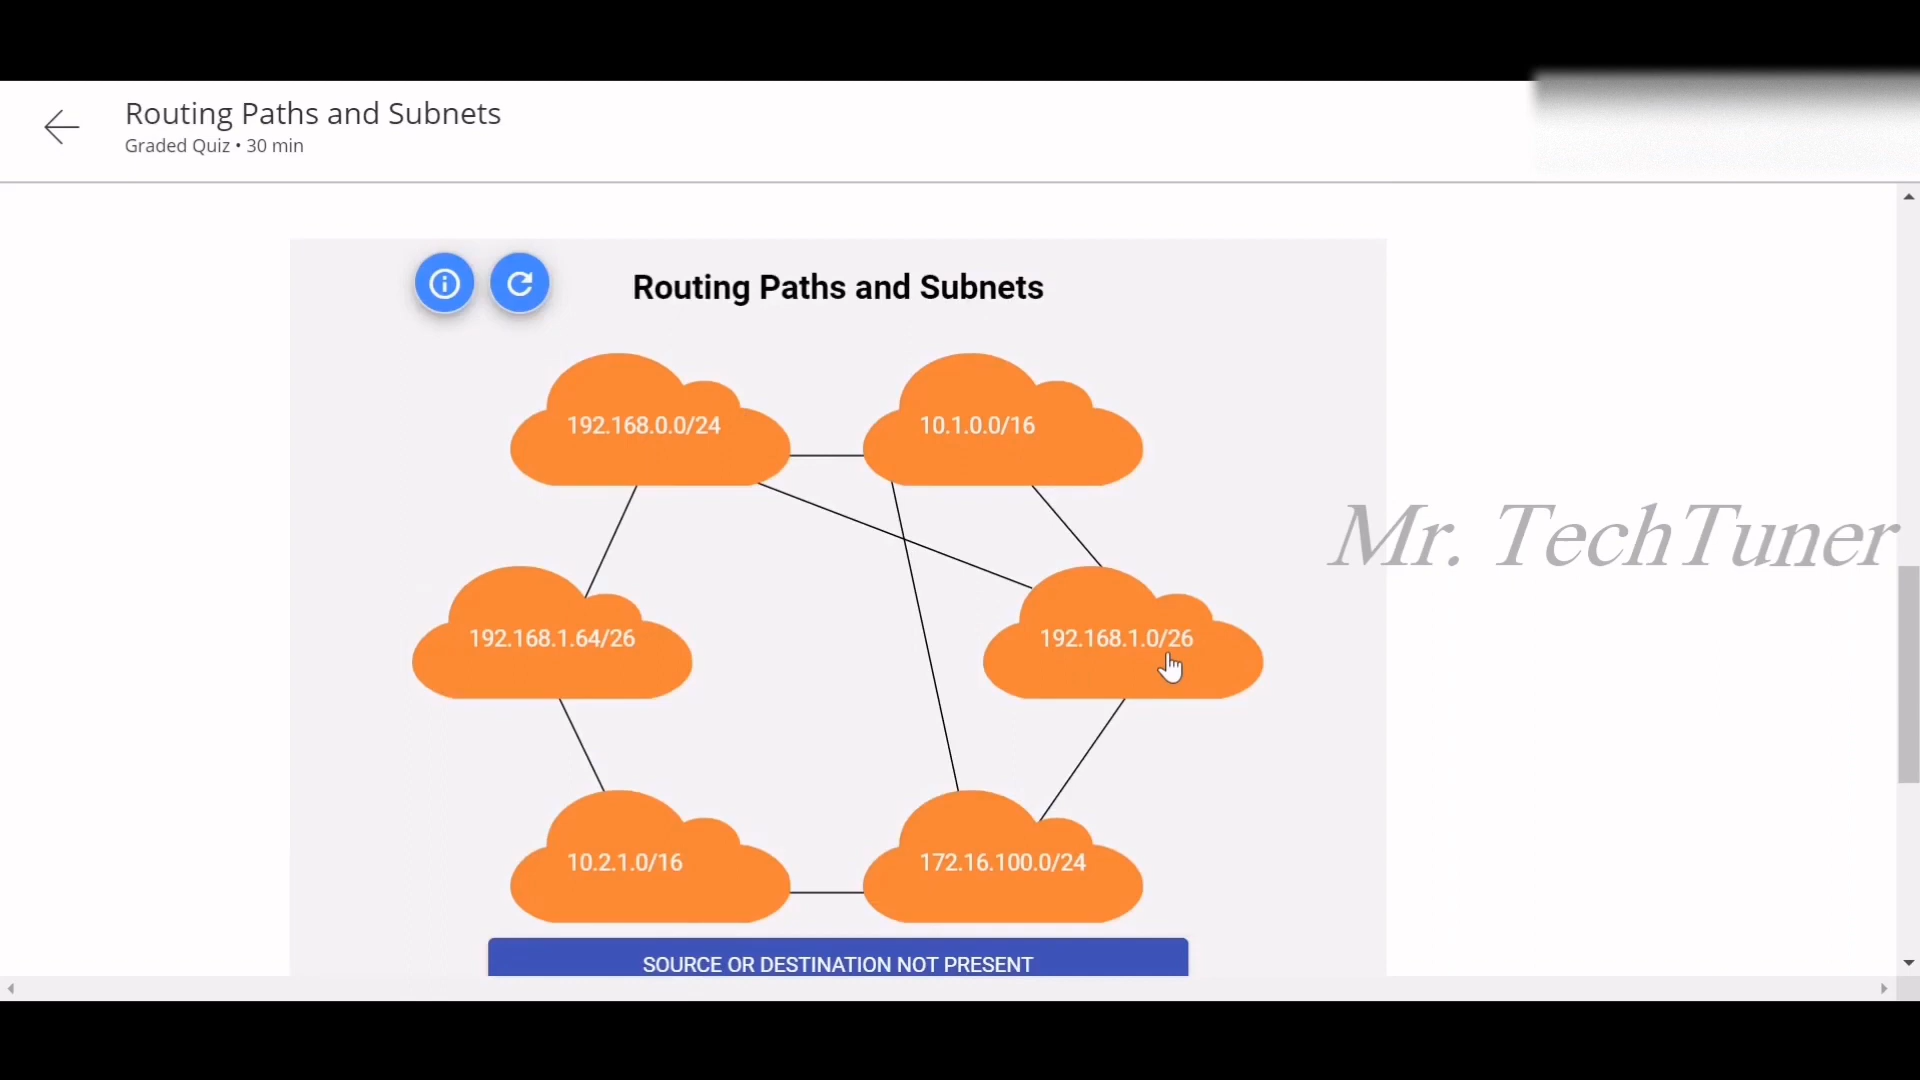 Routing Paths and Subnets
Graded Quiz • 30 min
Routing Paths and Subnets
192.168.0.0/24
10.1.0.0/16
Mr. TechTuner
192.168.1.64/26
192.168.1.0/26
10.2.1.0/16
172.16.100.0/24
SOURCE OR DESTINATION NOT PRESENT